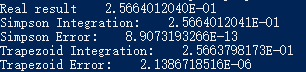 Real result    2.5664012040E-01
Simpson Integration:    2.5664012041E-01
Simpson Error:    8.9073193266E-13
Trapezoid Integration:    2.5663798173E-01
Trapezoid Error:    2.1386718516E-06